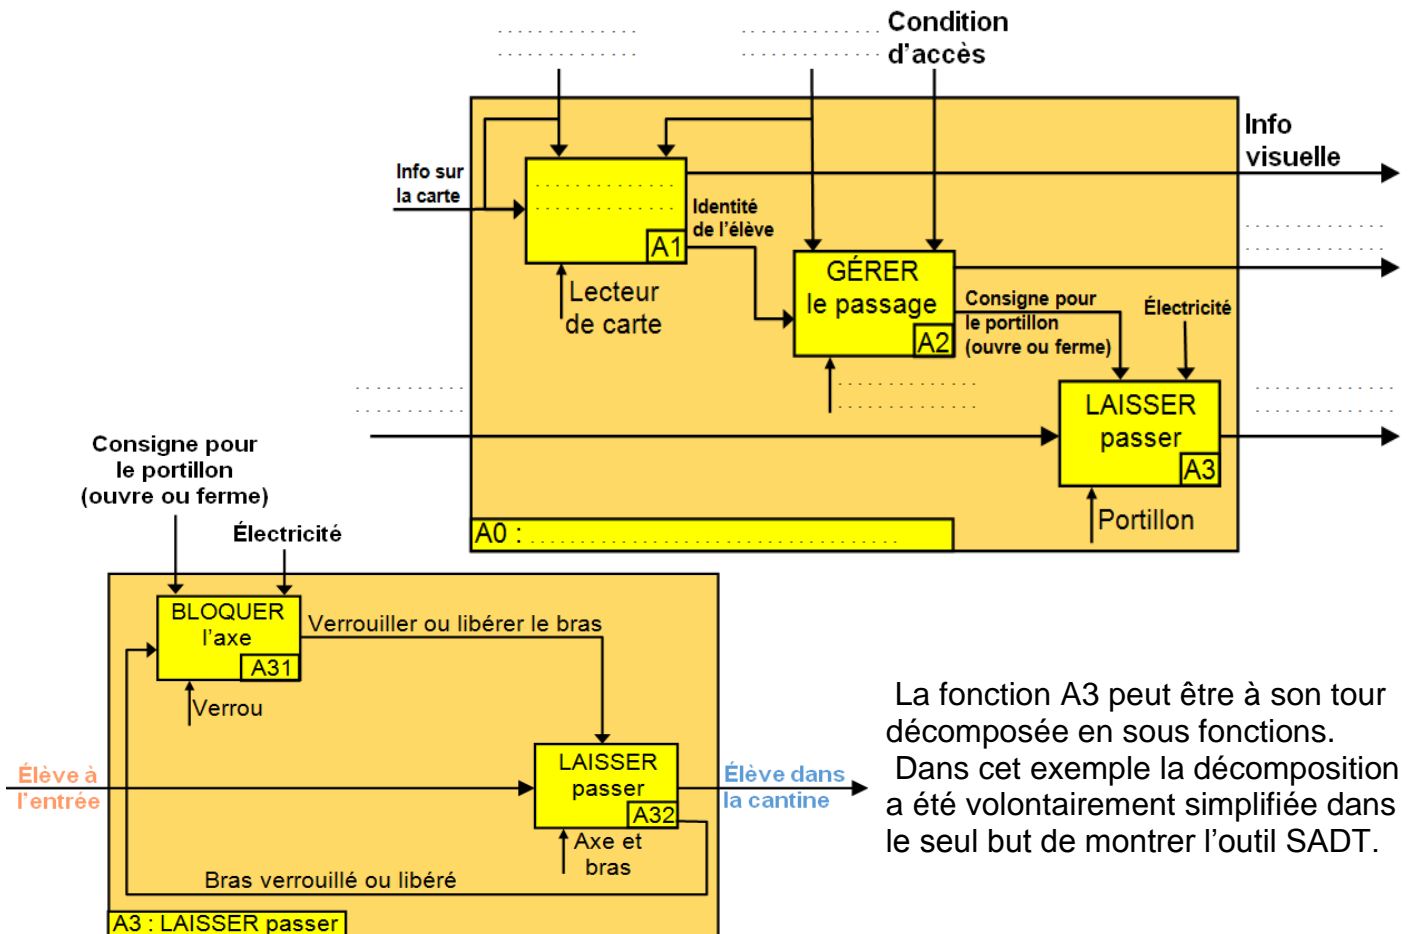 . . . . . . . . . . . . . .
. . . . . . . . . . . . . .
. . . . . . . . . . . . . .
. . . . . . . . . . . . . .
Condition
d’accès
Info
visuelle
Info sur
la carte
. . . . . . . . . . . . . .
. . . . . . . . . . . . . .
A1
Identité
de l’élève
Lecteur
de carte
. . . . . . . . . . . . . .
. . . . . . . . . . . . . .
GÉRER
le passage
A2
Consigne pour
le portillon
(ouvre ou ferme)
Électricité
. . . . . . . . . . . . . .
. . . . . . . . . . . . . .
. . . . . . . . . . . . . .
. . . . . . . . . . . . . .
LAISSER
passer
A3
. . . . . . . . . . . . . .
. . . . . . . . . . . . . .
Portillon
A0 : . . . . . . . . . . . . . . . . . . . . . . . . . . . . . . . . . .
Consigne pour
le portillon
(ouvre ou ferme)
Électricité
BLOQUER
l’axe
A31
Verrouiller ou libérer le bras
Verrou
Élève à
l’entrée
LAISSER
passer
A32
Élève dans
la cantine
Axe et
bras
Bras verrouillé ou libéré
A3 : LAISSER passer
La fonction A3 peut être à son tour
décomposée en sous fonctions.
Dans cet exemple la décomposition
a été volontairement simplifiée dans
le seul but de montrer l’outil SADT.